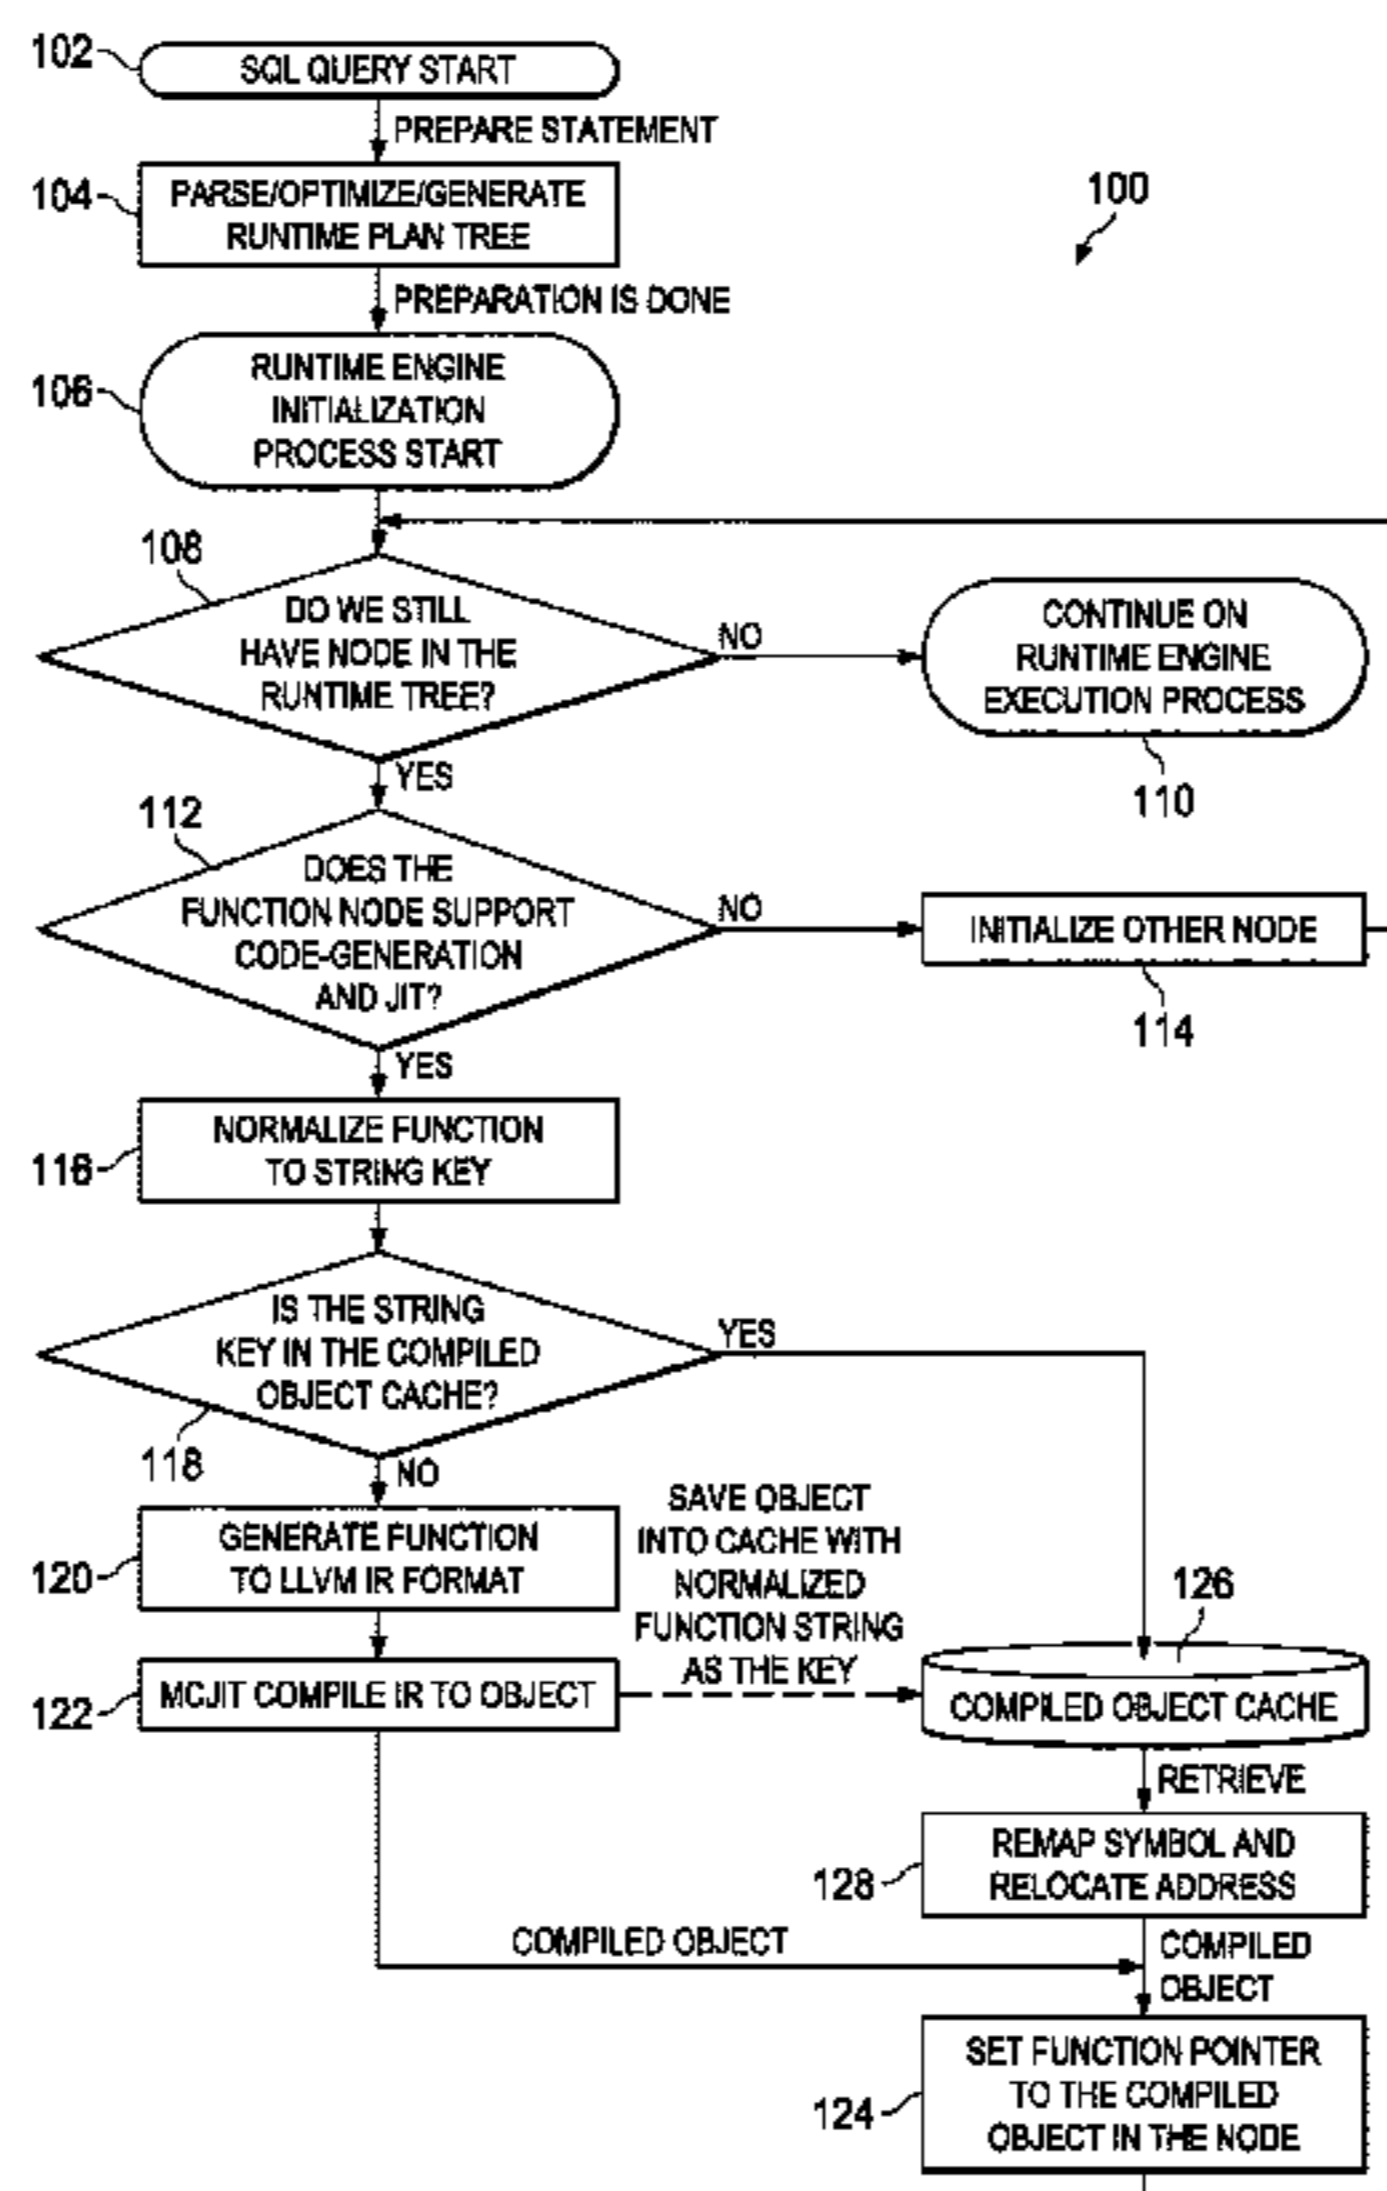 102
SQL QUERY START
PREPARE STATEMENT
104
PARSE/OPTIMIZE/GENERATE
RUNTIME PLAN TREE
100
PREPARATION IS DONE
106
RUNTIME ENGINE
INITIALIZATION
PROCESS START
108
DO WE STILL
HAVE NODE IN THE
RUNTIME TREE?
NO
CONTINUE ON
RUNTIME ENGINE
EXECUTION PROCESS
110
YES
112
DOES THE
FUNCTION NODE SUPPORT
CODE-GENERATION
AND JIT?
NO
INITIALIZE OTHER NODE
114
YES
116
NORMALIZE FUNCTION
TO STRING KEY
IS THE STRING
KEY IN THE COMPILED
OBJECT CACHE?
YES
118
NO
120
GENERATE FUNCTION
TO LLVM IR FORMAT
SAVE OBJECT
INTO CACHE WITH
NORMALIZED
FUNCTION STRING
AS THE KEY
122
MCJIT COMPILE IR TO OBJECT
126
COMPILED OBJECT CACHE
RETRIEVE
128
REMAP SYMBOL AND
RELOCATE ADDRESS
COMPILED OBJECT
COMPILED
OBJECT
124
SET FUNCTION POINTER
TO THE COMPILED
OBJECT IN THE NODE